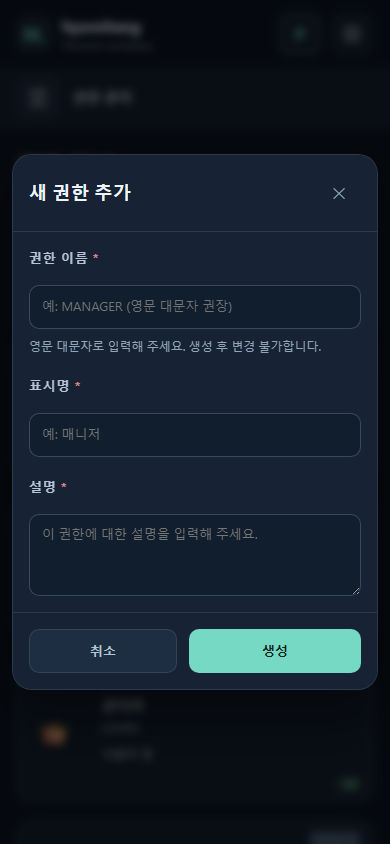 새 권한 추가
권한 이름 *
예: MANAGER (영문 대문자 권장)
영문 대문자로 입력해 주세요. 생성 후 변경 불가합니다.
표시명 *
예: 매니저
설명 *
이 권한에 대한 설명을 입력해 주세요.
취소
생성